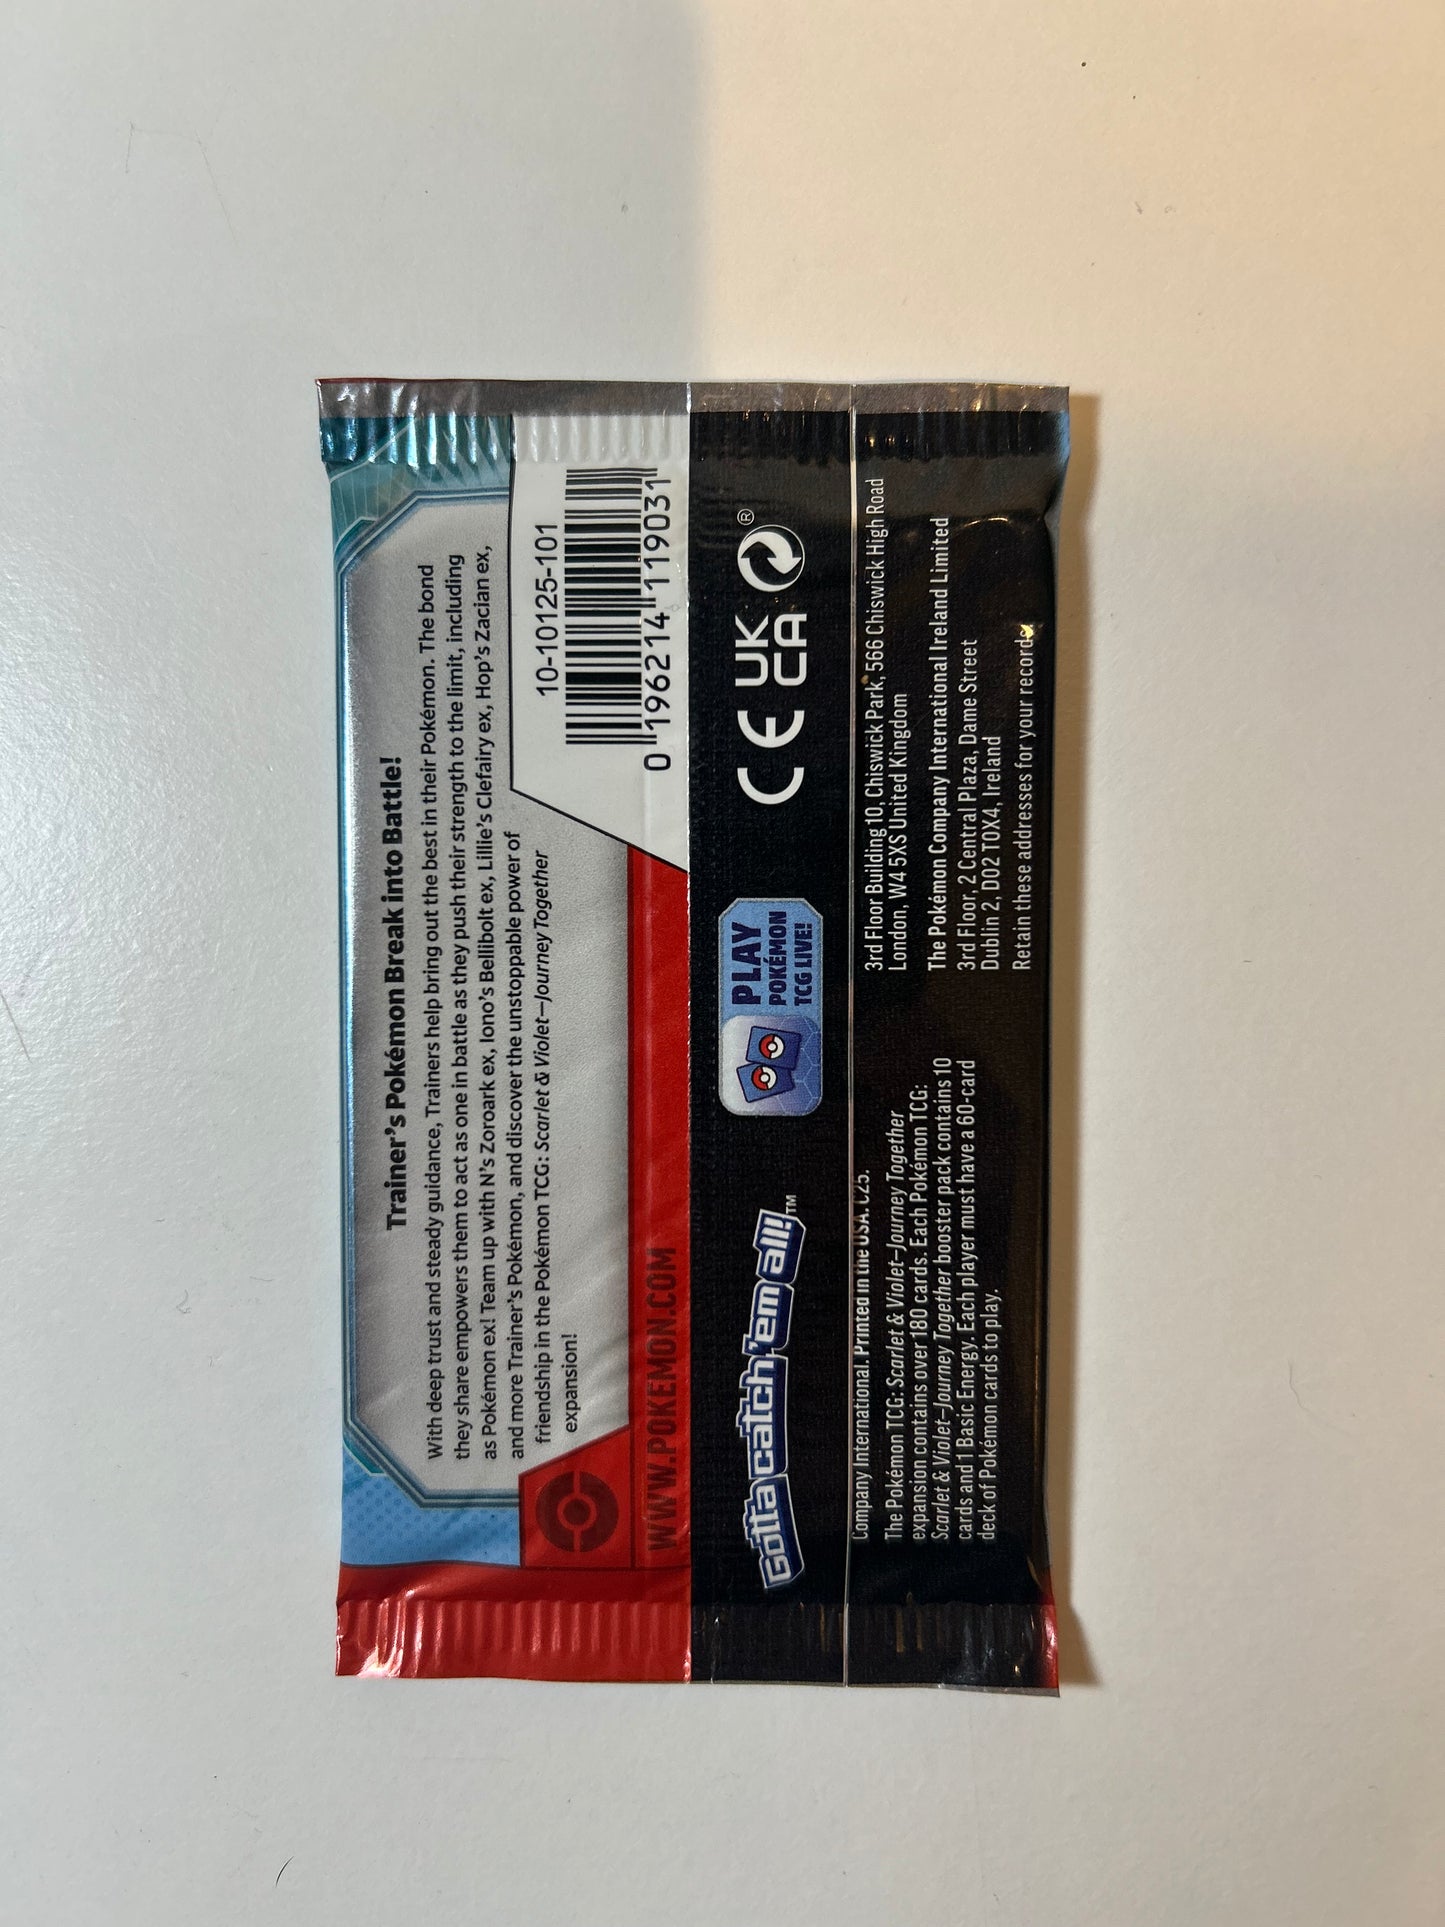 Trainer's Pokémon Break into Battle!
With deep trust and steady guidance, Trainers help bring out the best in their Pokémon. The bond
they share empowers them to act as one in battle as they push their strength to the limit, including
as Pokémon ex! Team up with N's Zoroark ex, Iono's Bellibolt ex, Lillie's Clefairy ex, Hop's Zacian ex,
and more Trainer's Pokémon, and discover the unstoppable power of
friendship in the Pokémon TCG: Scarlet & Violet—Journey Together
expansion!
10-10125-101
0 196214 119031
WWW.POKEMON.COM
Gotta catch 'em all!™
PLAY
POKÉMON
TCG LIVE!
CE
UK
CA
®
Company International. Printed in the USA. C25.
The Pokémon TCG: Scarlet & Violet—Journey Together
expansion contains over 180 cards. Each Pokémon TCG:
Scarlet & Violet—Journey Together booster pack contains 10
cards and 1 Basic Energy. Each player must have a 60-card
deck of Pokémon cards to play.
3rd Floor Building 10, Chiswick Park, 566 Chiswick High Road
London, W4 5XS United Kingdom
The Pokémon Company International Ireland Limited
3rd Floor, 2 Central Plaza, Dame Street
Dublin 2, D02 T0X4, Ireland
Retain these addresses for your records.